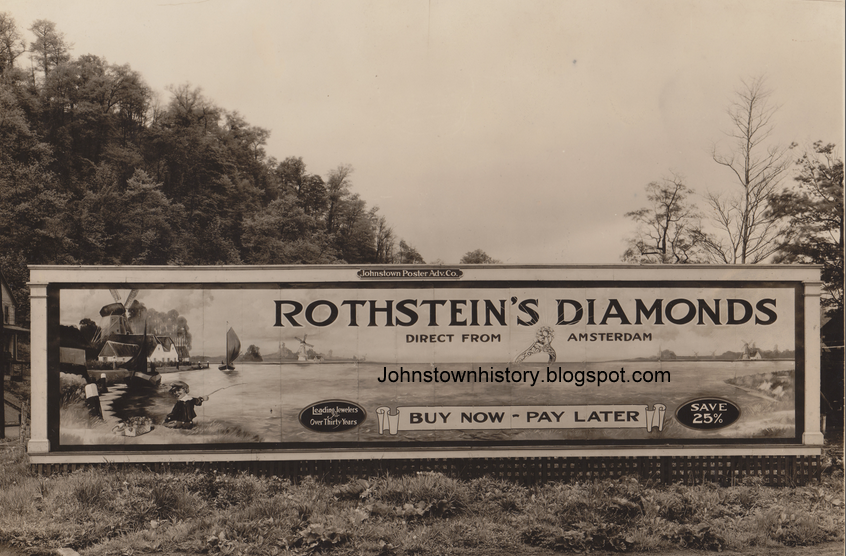 Johnstown Poster Adv. Co.
ROTHSTEIN'S DIAMONDS
DIRECT FROM AMSTERDAM
Johnstownhistory.blogspot.com
Leading Jewelers
for
Over Thirty Years
BUY NOW - PAY LATER
SAVE
25%